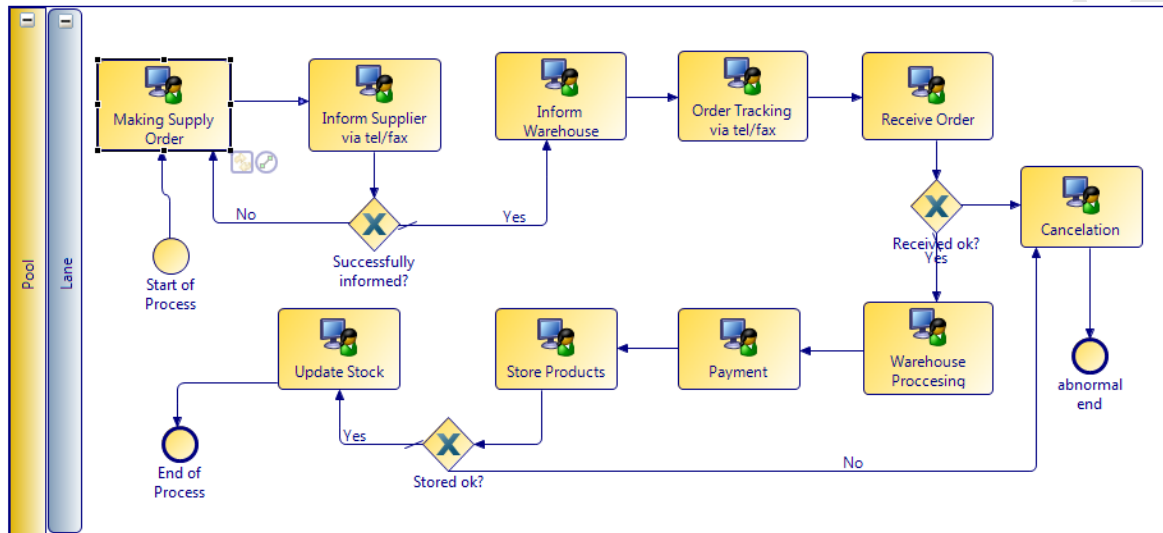 Pool
Lane
Making Supply
Order
Inform Supplier
via tel/fax
Inform
Warehouse
Order Tracking
via tel/fax
Receive Order
No
Yes
Successfully
informed?
Start of
Process
Received ok?
Yes
Cancelation
Update Stock
Store Products
Payment
Warehouse
Proccesing
abnormal
end
Yes
No
Stored ok?
End of
Process